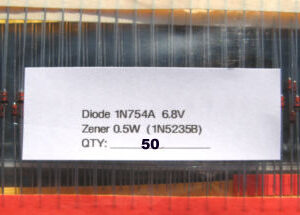 Diode 1N754A 6.8V
Zener 0.5W (1N5235B)
QTY: 50